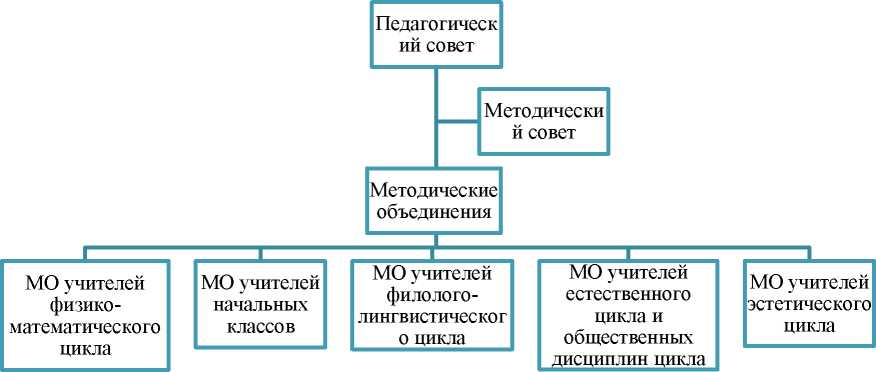 Педагогическ
ий совет
Методически
й совет
Методические
объединения
МО учителей
физико-
математического
цикла
МО учителей
начальных
классов
МО учителей
филолого-
лингвистическог
о цикла
МО учителей
естественного
цикла и
общественных
дисциплин цикла
МО учителей
эстетического
цикла